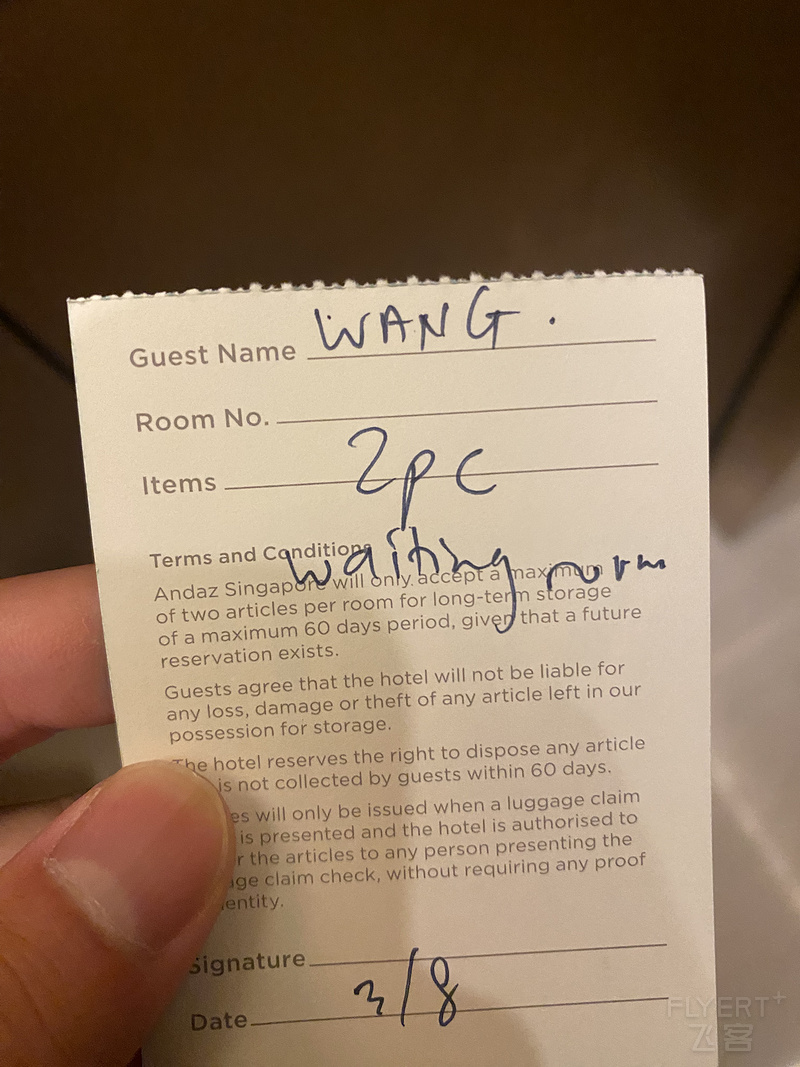 Guest Name WANG.
Room No.
Items 2pc
waiting room
Terms and Conditions
Andaz Singapore will only accept a maximum
of two articles per room for long-term storage
of a maximum 60 days period, given that a future
reservation exists.
Guests agree that the hotel will not be liable for
any loss, damage or theft of any article left in our
possession for storage.
The hotel reserves the right to dispose any article
is not collected by guests within 60 days.
es will only be issued when a luggage claim
is presented and the hotel is authorised to
r the articles to any person presenting the
age claim check, without requiring any proof
entity.
Signature
Date 3/8
FLYERT+
飞客